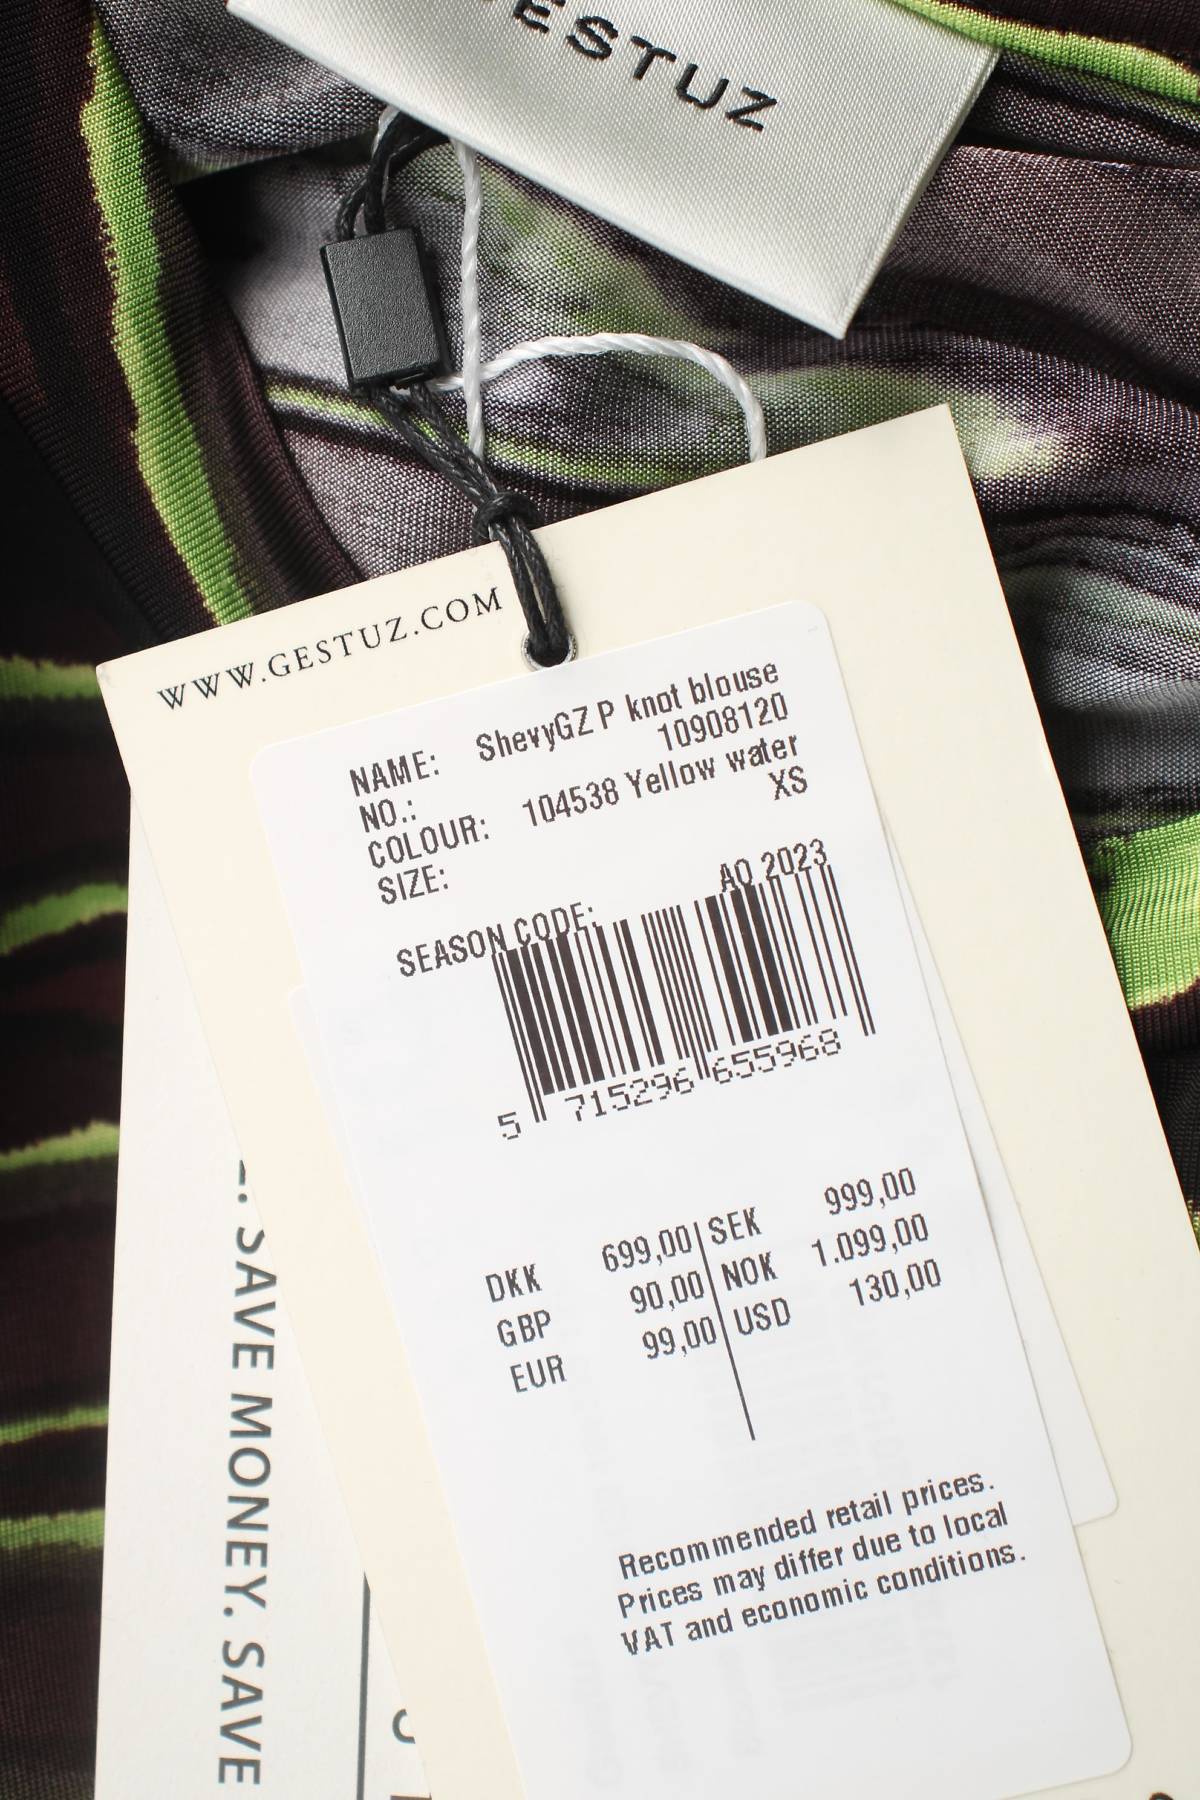 GESTUZ
WWW.GESTUZ.COM
NAME: ShevyGZ P knot blouse
NO.: 10908120
COLOUR: 104538 Yellow water
SIZE: XS
SEASON CODE: AO 2023
5 715296 655968
DKK 699,00 SEK 999,00
GBP 90,00 NOK 1.099,00
EUR 99,00 USD 130,00
Recommended retail prices.
Prices may differ due to local
VAT and economic conditions.
. SAVE MONEY. SAVE